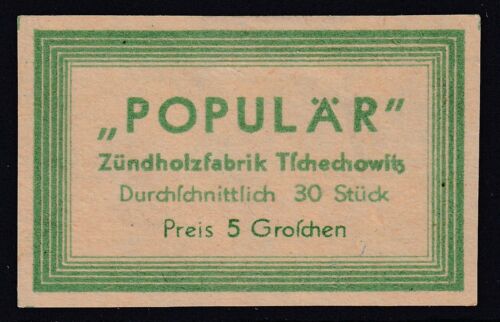 „POPULÄR“
Zündholzfabrik Tſchechowitz
Durchſchnittlich 30 Stück
Preis 5 Groſchen